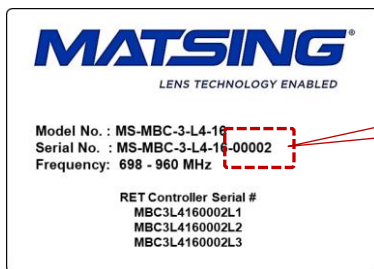 MATSING®
LENS TECHNOLOGY ENABLED
Model No. : MS-MBC-3-L4-16
Serial No. : MS-MBC-3-L4-16-00002
Frequency: 698 - 960 MHz
RET Controller Serial #
MBC3L4160002L1
MBC3L4160002L2
MBC3L4160002L3